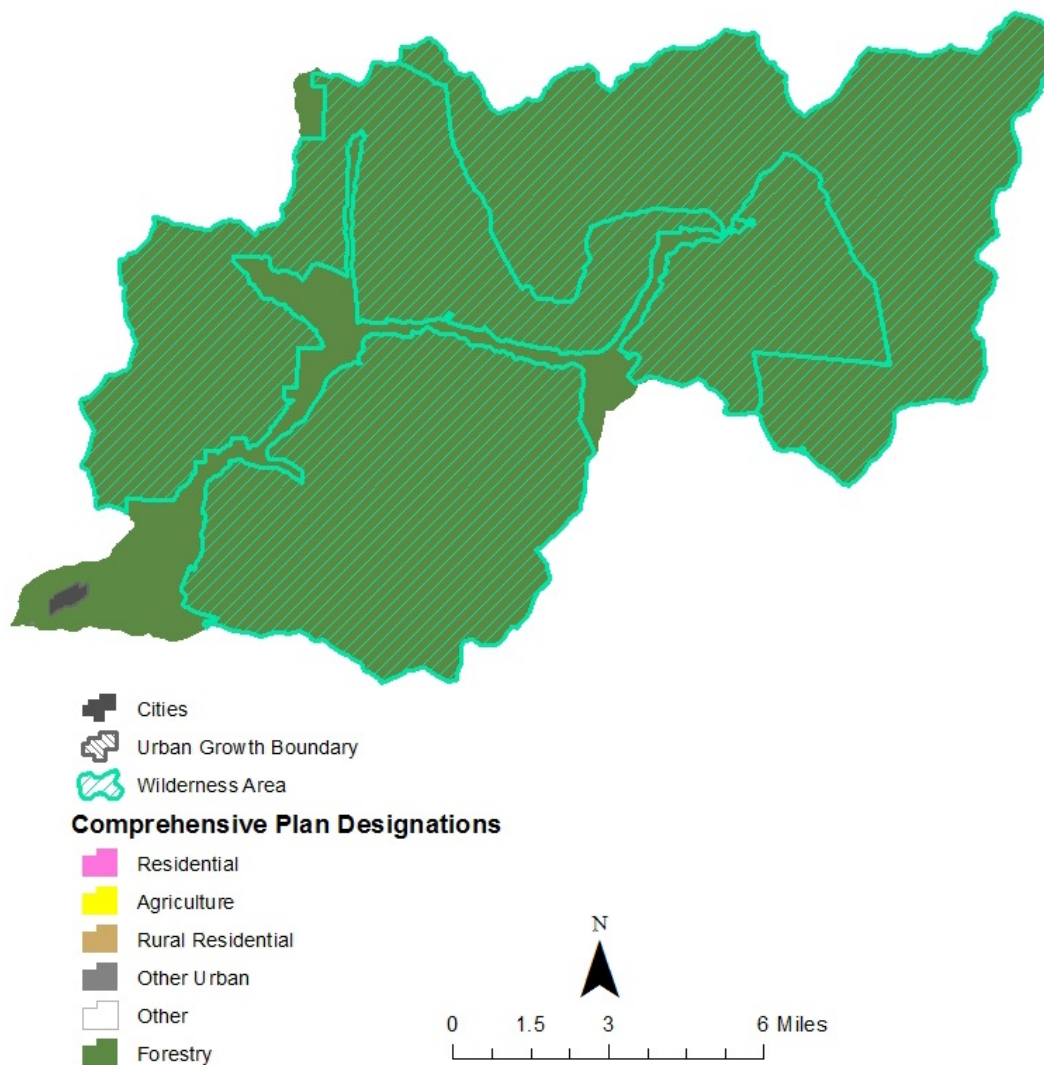 Cities
Urban Growth Boundary
Wilderness Area
Comprehensive Plan Designations
Residential
Agriculture
Rural Residential
Other Urban
Other
Forestry
N
0 1.5 3 6 Miles